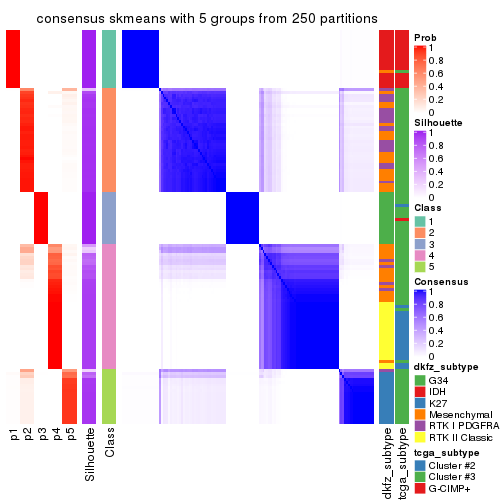 consensus skmeans with 5 groups from 250 partitions
Prob
1
0.8
0.6
0.4
0.2
0
Silhouette
1
0.8
0.6
0.4
0.2
0
Class
1
2
3
4
5
Consensus
1
0.8
0.6
0.4
0.2
0
dkfz_subtype
G34
IDH
K27
Mesenchymal
RTK I PDGFRA
RTK II Classic
tcga_subtype
Cluster #2
Cluster #3
G-CIMP+
p1
p2
p3
p4
p5
Silhouette
Class
dkfz_subtype
tcga_subtype